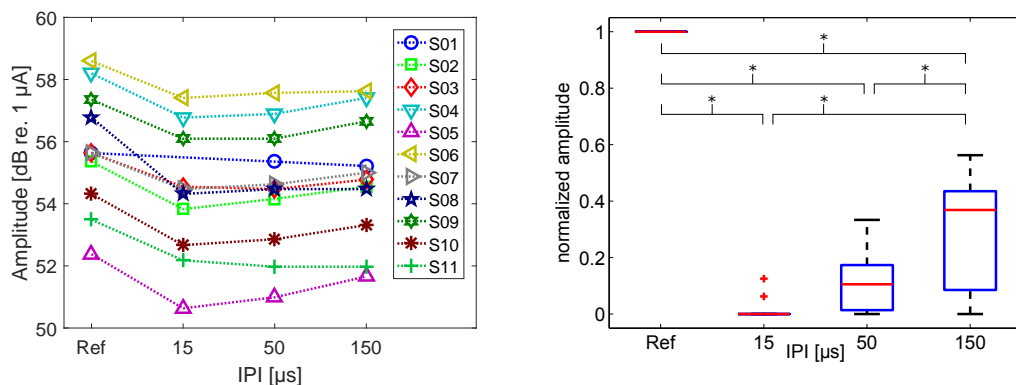 Amplitude [dB re. 1 µA]
60
58
56
54
52
50
Ref
15
50
150
IPI [µs]
S01
S02
S03
S04
S05
S06
S07
S08
S09
S10
S11
normalized amplitude
1
0.8
0.6
0.4
0.2
0
*
*
*
*
*
Ref
15
50
150
IPI [µs]